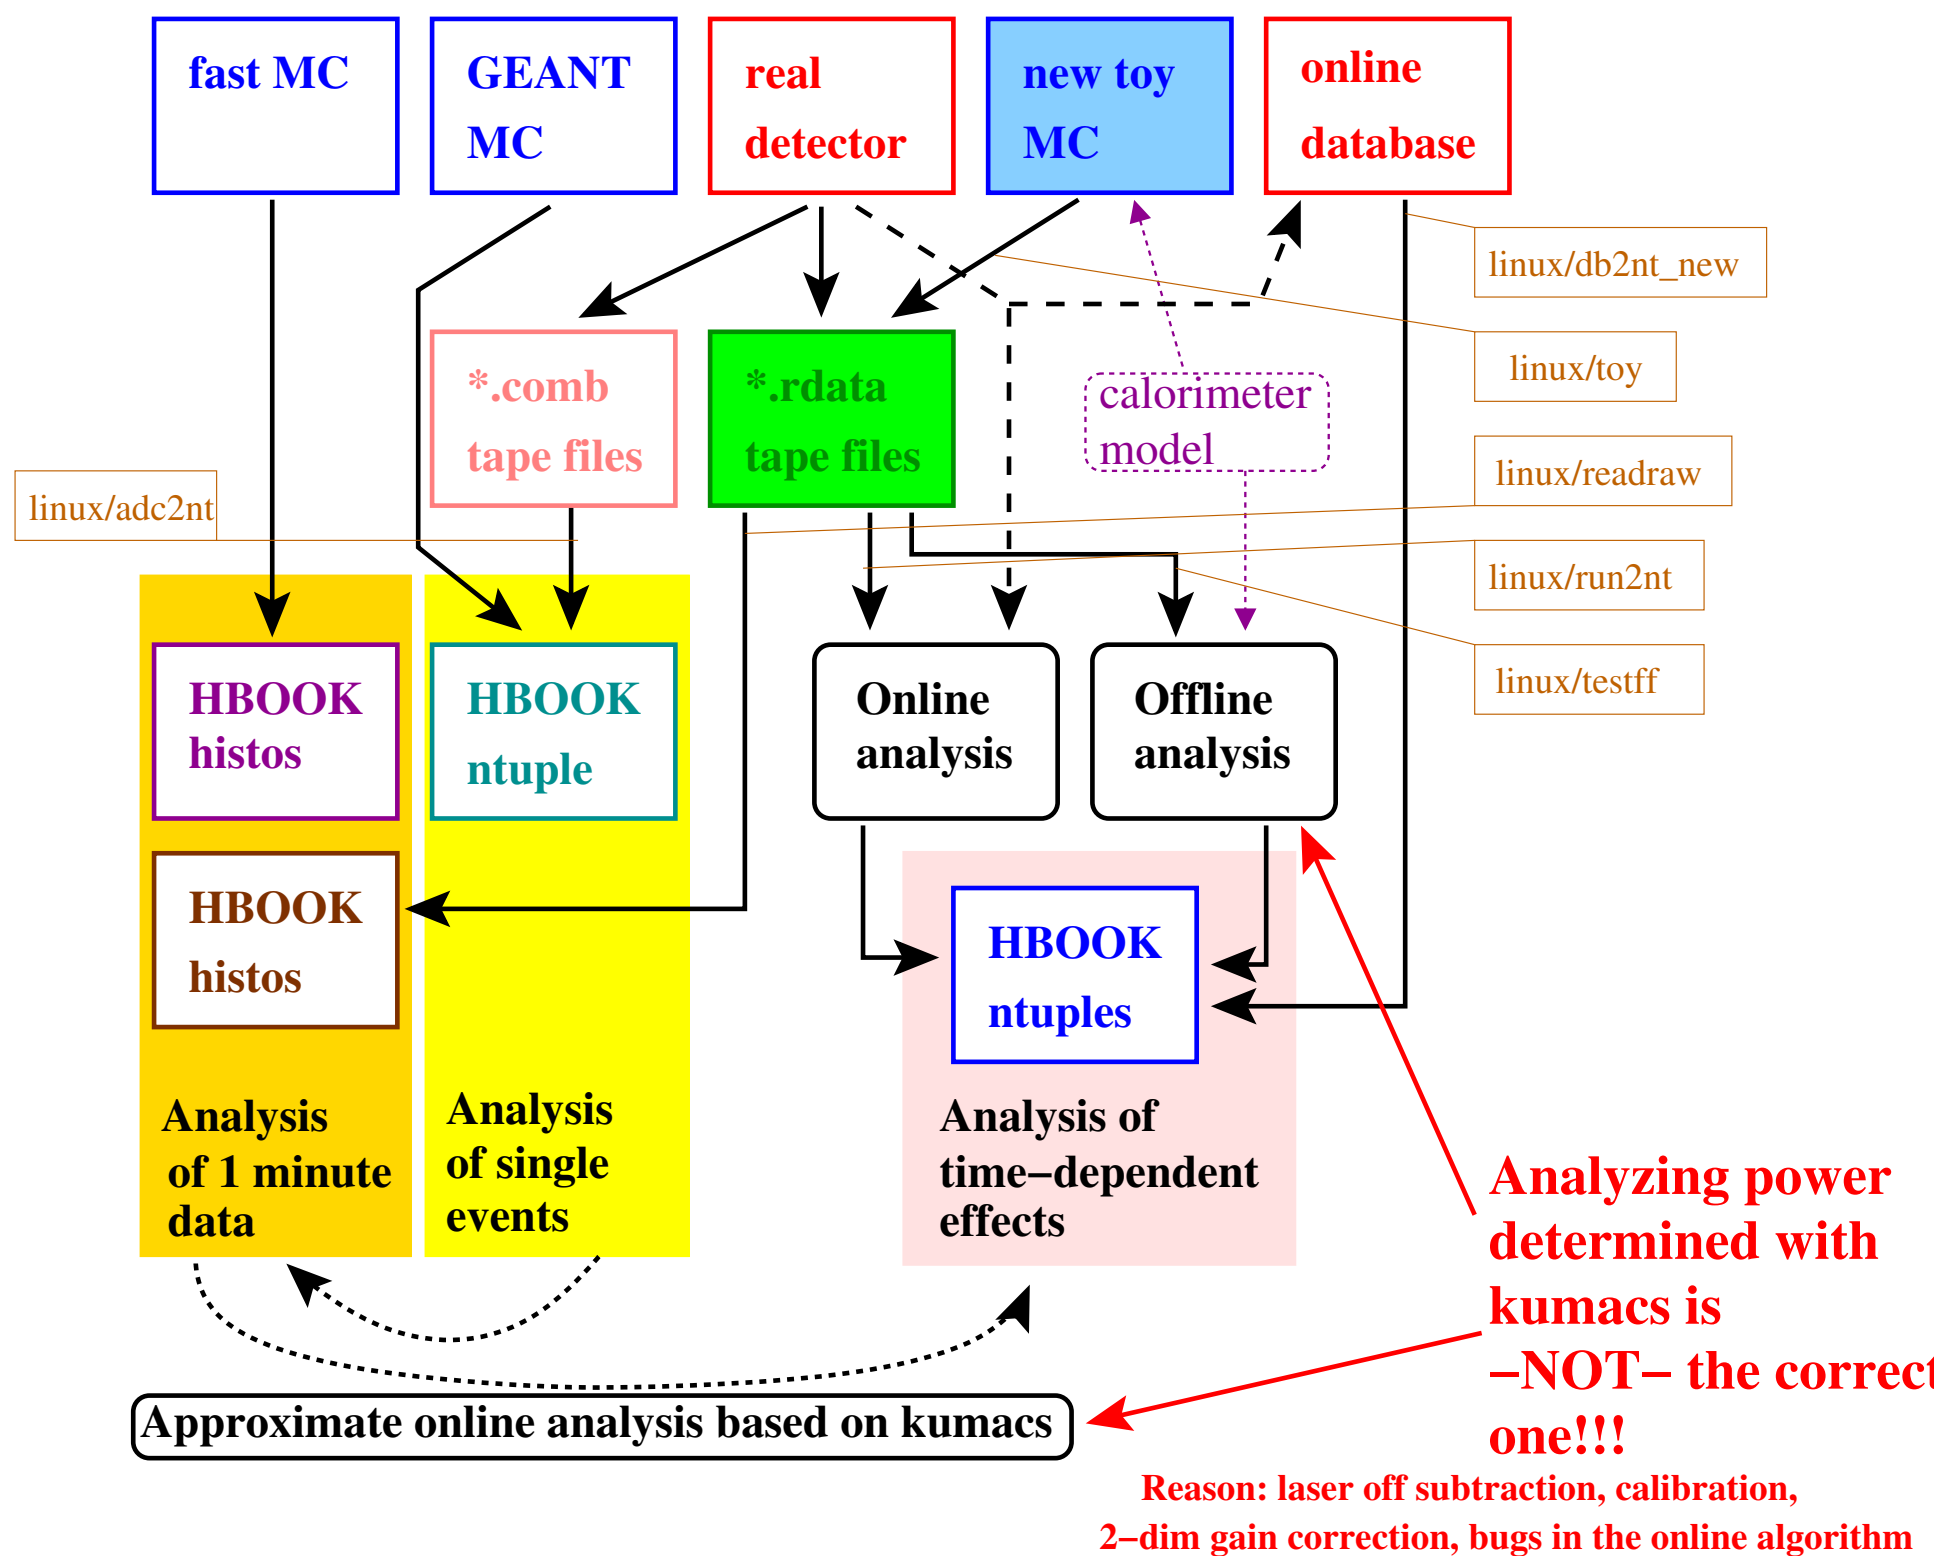 fast MC
GEANT
MC
real
detector
new toy
MC
online
database
linux/db2nt_new
linux/toy
*.comb
tape files
*.rdata
tape files
calorimeter
model
linux/readraw
linux/adc2nt
linux/run2nt
linux/testff
HBOOK
histos
HBOOK
ntuple
Online
analysis
Offline
analysis
HBOOK
histos
HBOOK
ntuples
Analysis
of 1 minute
data
Analysis
of single
events
Analysis of
time−dependent
effects
Analyzing power
determined with
kumacs is
−NOT− the correct
one!!!
Approximate online analysis based on kumacs
Reason: laser off subtraction, calibration,
2−dim gain correction, bugs in the online algorithm